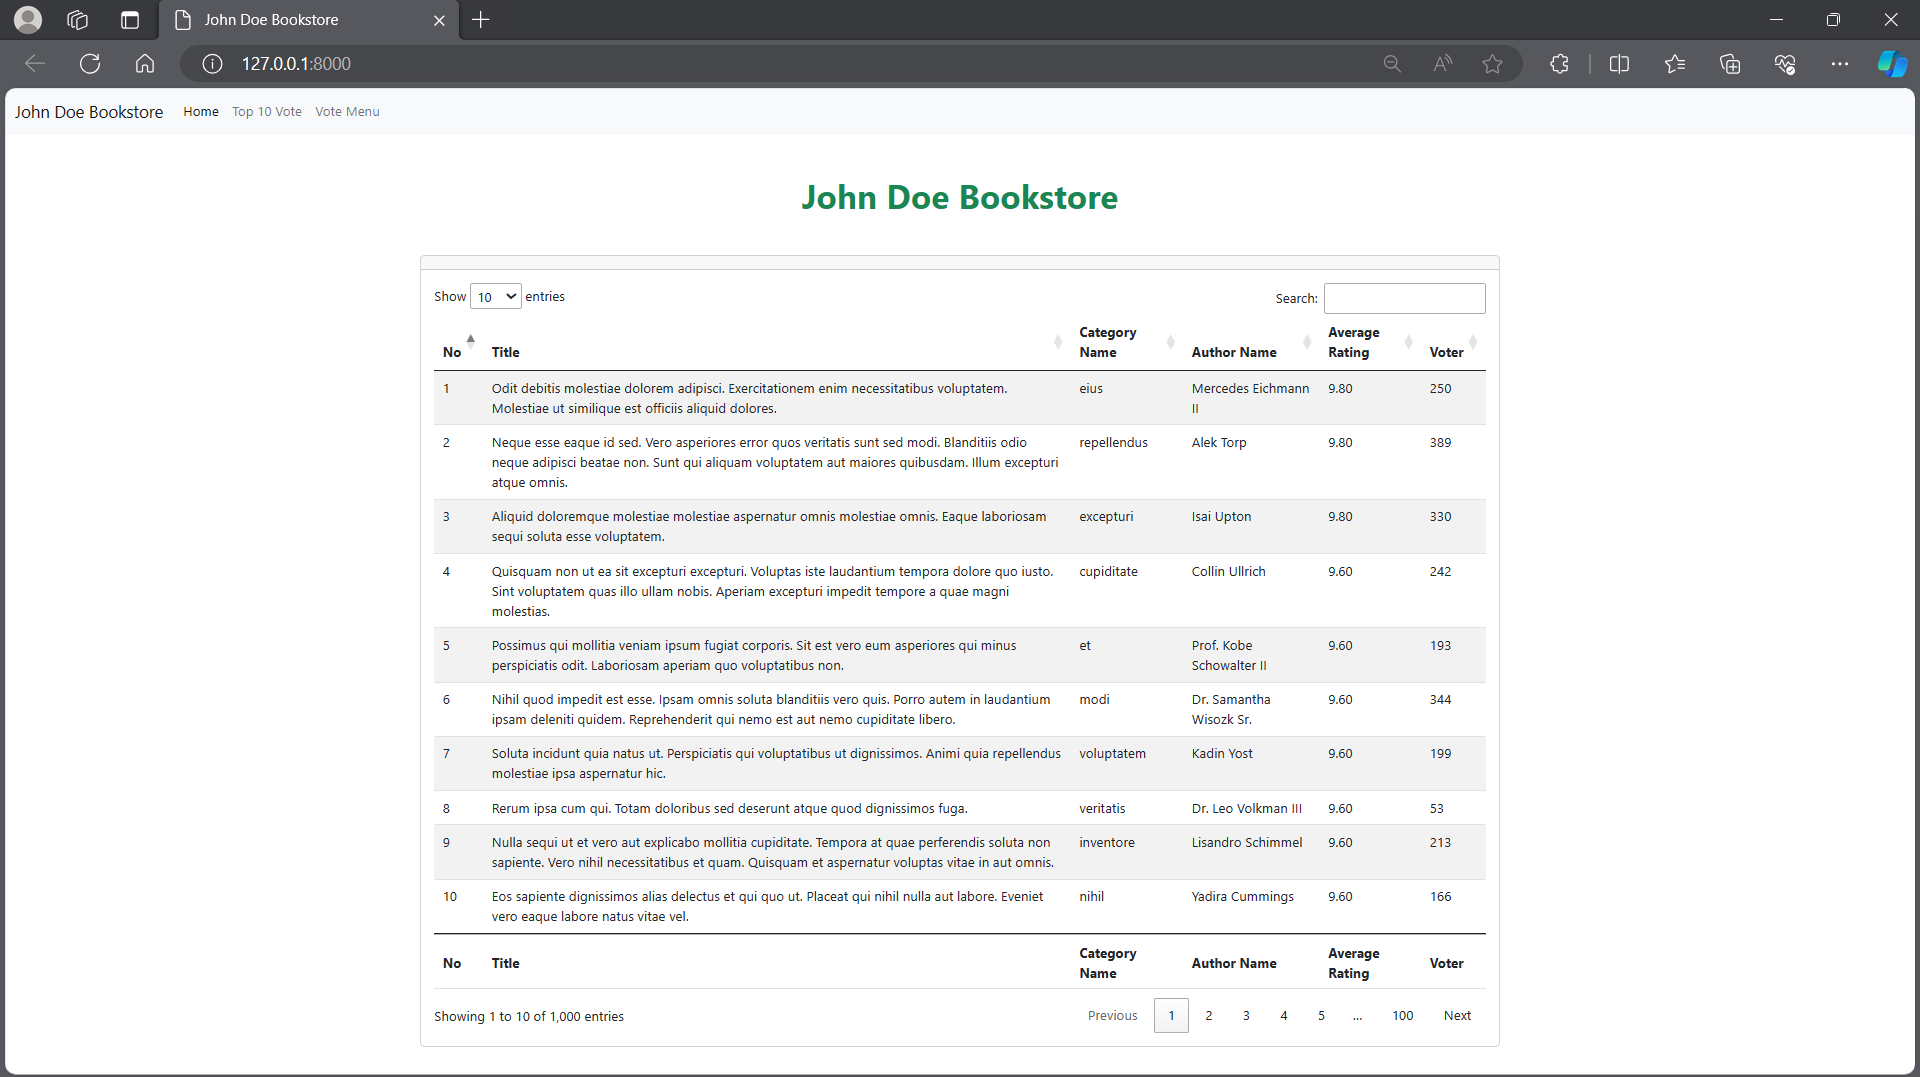 John Doe Bookstore
127.0.0.1:8000
John Doe Bookstore Home Top 10 Vote Vote Menu
John Doe Bookstore
Show 10 entries Search:
No Title Category Name Author Name Average Rating Voter
1 Odit debitis molestiae dolorem adipisci. Exercitationem enim necessitatibus voluptatem. eius Mercedes Eichmann 9.80 250
Molestiae ut similique est officiis aliquid dolores. II
2 Neque esse eaque id sed. Vero asperiores error quos veritatis sunt sed modi. Blanditiis odio repellendus Alek Torp 9.80 389
neque adipisci beatae non. Sunt qui aliquam voluptatem aut maiores quibusdam. Illum excepturi
atque omnis.
3 Aliquid doloremque molestiae molestiae aspernatur omnis molestiae omnis. Eaque laboriosam excepturi Isai Upton 9.80 330
sequi soluta esse voluptatem.
4 Quisquam non ut ea sit excepturi excepturi. Voluptas iste laudantium tempora dolore quo iusto. cupiditate Collin Ullrich 9.60 242
Sint voluptatem quas illo ullam nobis. Aperiam excepturi impedit tempore a quae magni
molestias.
5 Possimus qui mollitia veniam ipsum fugiat corporis. Sit est vero eum asperiores qui minus et Prof. Kobe 9.60 193
perspiciatis odit. Laboriosam aperiam quo voluptatibus non. Schowalter II
6 Nihil quod impedit est esse. Ipsam omnis soluta blanditiis vero quis. Porro autem in laudantium modi Dr. Samantha 9.60 344
ipsam deleniti quidem. Reprehenderit qui nemo est aut nemo cupiditate libero. Wisozk Sr.
7 Soluta incidunt quia natus ut. Perspiciatis qui voluptatibus ut dignissimos. Animi quia repellendus voluptatem Kadin Yost 9.60 199
molestiae ipsa aspernatur hic.
8 Rerum ipsa cum qui. Totam doloribus sed deserunt atque quod dignissimos fuga. veritatis Dr. Leo Volkman III 9.60 53
9 Nulla sequi ut et vero aut explicabo mollitia cupiditate. Tempora at quae perferendis soluta non inventore Lisandro Schimmel 9.60 213
sapiente. Vero nihil necessitatibus et quam. Quisquam et aspernatur voluptas vitae in aut omnis.
10 Eos sapiente dignissimos alias delectus et qui quo ut. Placeat qui nihil nulla aut labore. Eveniet nihil Yadira Cummings 9.60 166
vero eaque labore natus vitae vel.
No Title Category Name Author Name Average Rating Voter
Showing 1 to 10 of 1,000 entries Previous 1 2 3 4 5 ... 100 Next